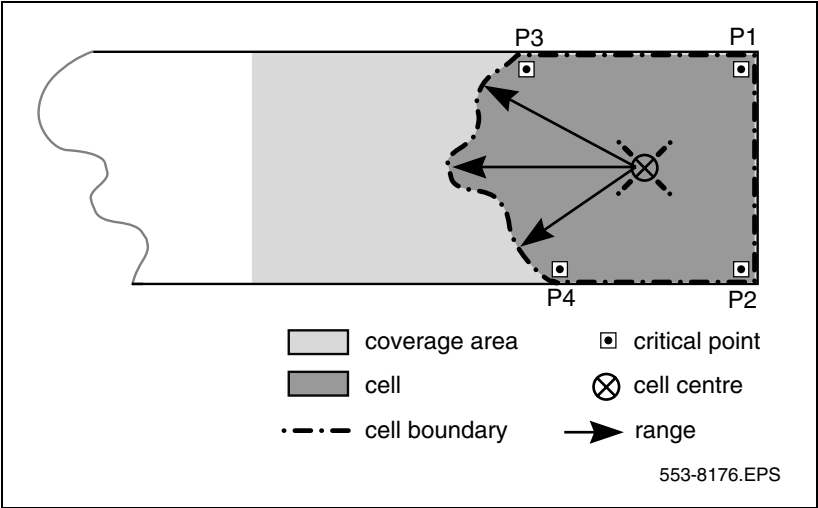 P3 P1
P4 P2
coverage area critical point
cell cell centre
cell boundary range
553-8176.EPS